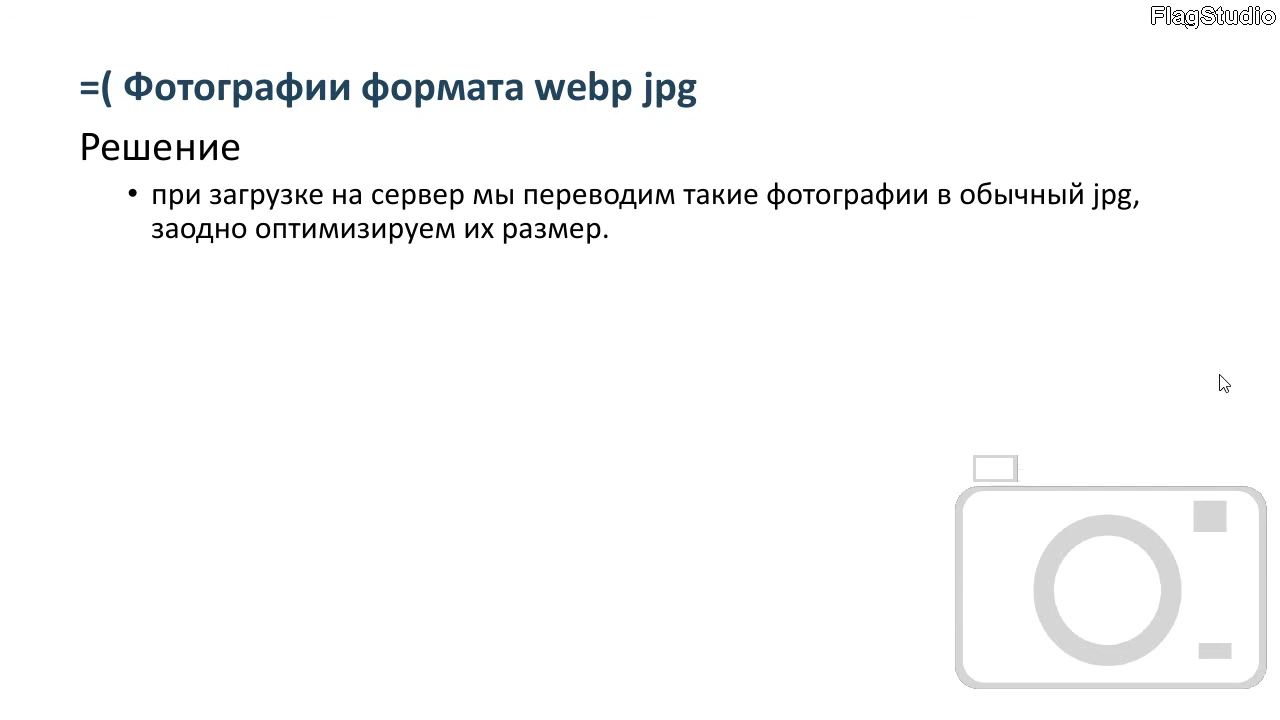 FlagStudio
=( Фотографии формата webp jpg
Решение
• при загрузке на сервер мы переводим такие фотографии в обычный jpg,
заодно оптимизируем их размер.